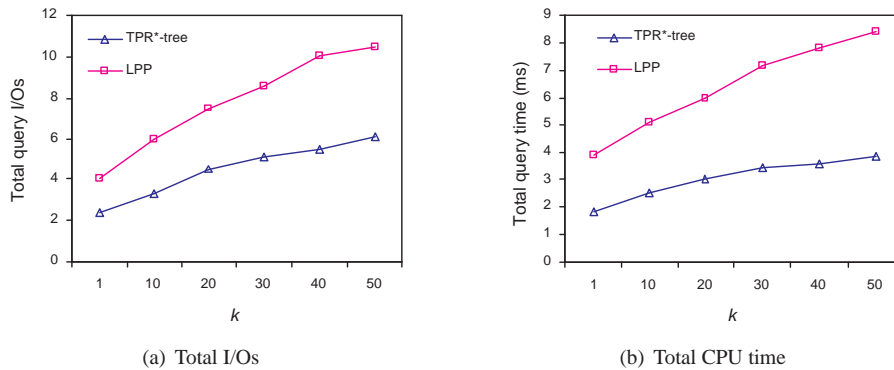 12
10
8
6
4
2
0
Total query I/Os
TPR*-tree
LPP
1 10 20 30 40 50
k
(a) Total I/Os
9
8
7
6
5
4
3
2
1
0
Total query time (ms)
TPR*-tree
LPP
1 10 20 30 40 50
k
(b) Total CPU time